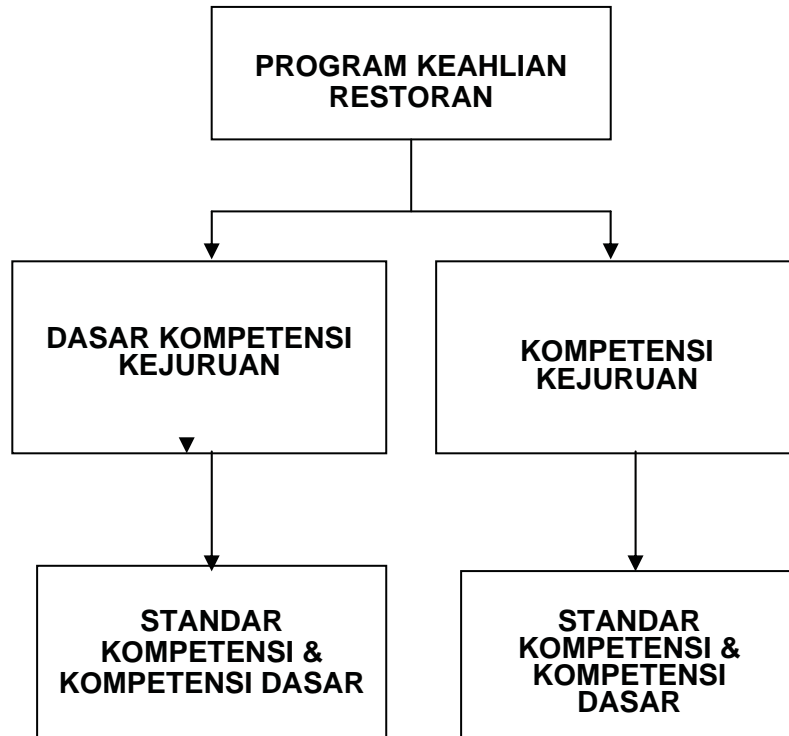 PROGRAM KEAHLIAN
RESTORAN
DASAR KOMPETENSI
KEJURUAN
KOMPETENSI
KEJURUAN
STANDAR
KOMPETENSI &
KOMPETENSI DASAR
STANDAR
KOMPETENSI &
KOMPETENSI
DASAR